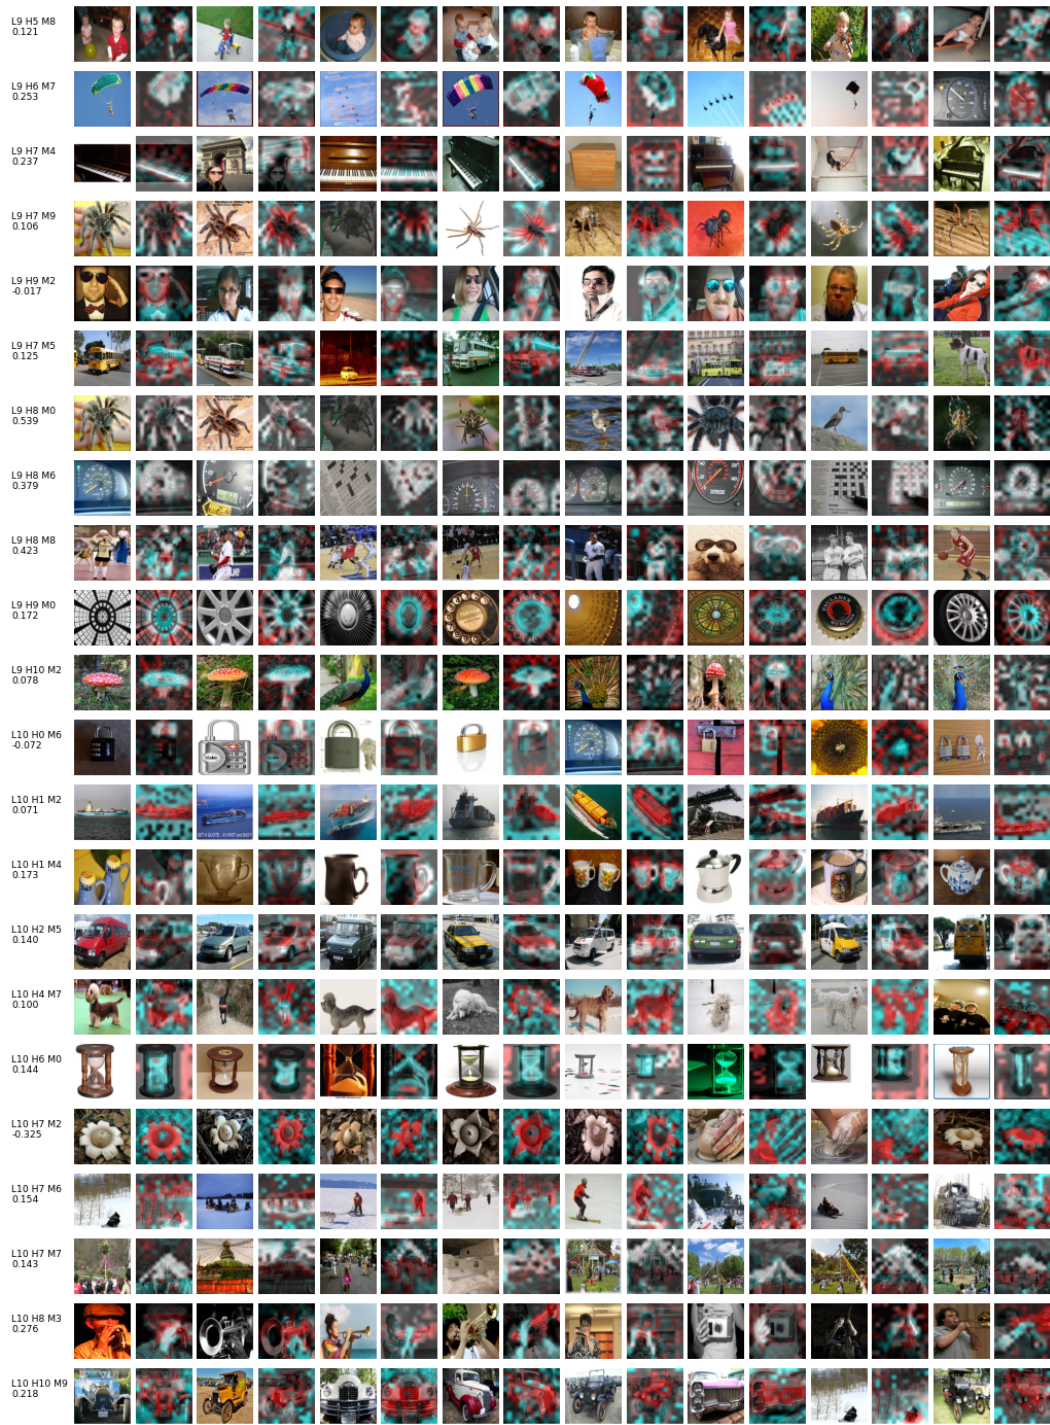 L9 H5 M8
0.121
L9 H6 M7
0.253
L9 H7 M4
0.237
L9 H7 M9
0.106
L9 H9 M2
-0.017
L9 H7 M5
0.125
L9 H8 M0
0.539
L9 H8 M6
0.379
L9 H8 M8
0.423
L9 H9 M0
0.172
L9 H10 M2
0.078
L10 H0 M6
-0.072
L10 H1 M2
0.071
L10 H1 M4
0.173
L10 H2 M5
0.140
L10 H4 M7
0.100
L10 H6 M0
0.144
L10 H7 M2
-0.325
L10 H7 M6
0.154
L10 H7 M7
0.143
L10 H8 M3
0.276
L10 H10 M9
0.218